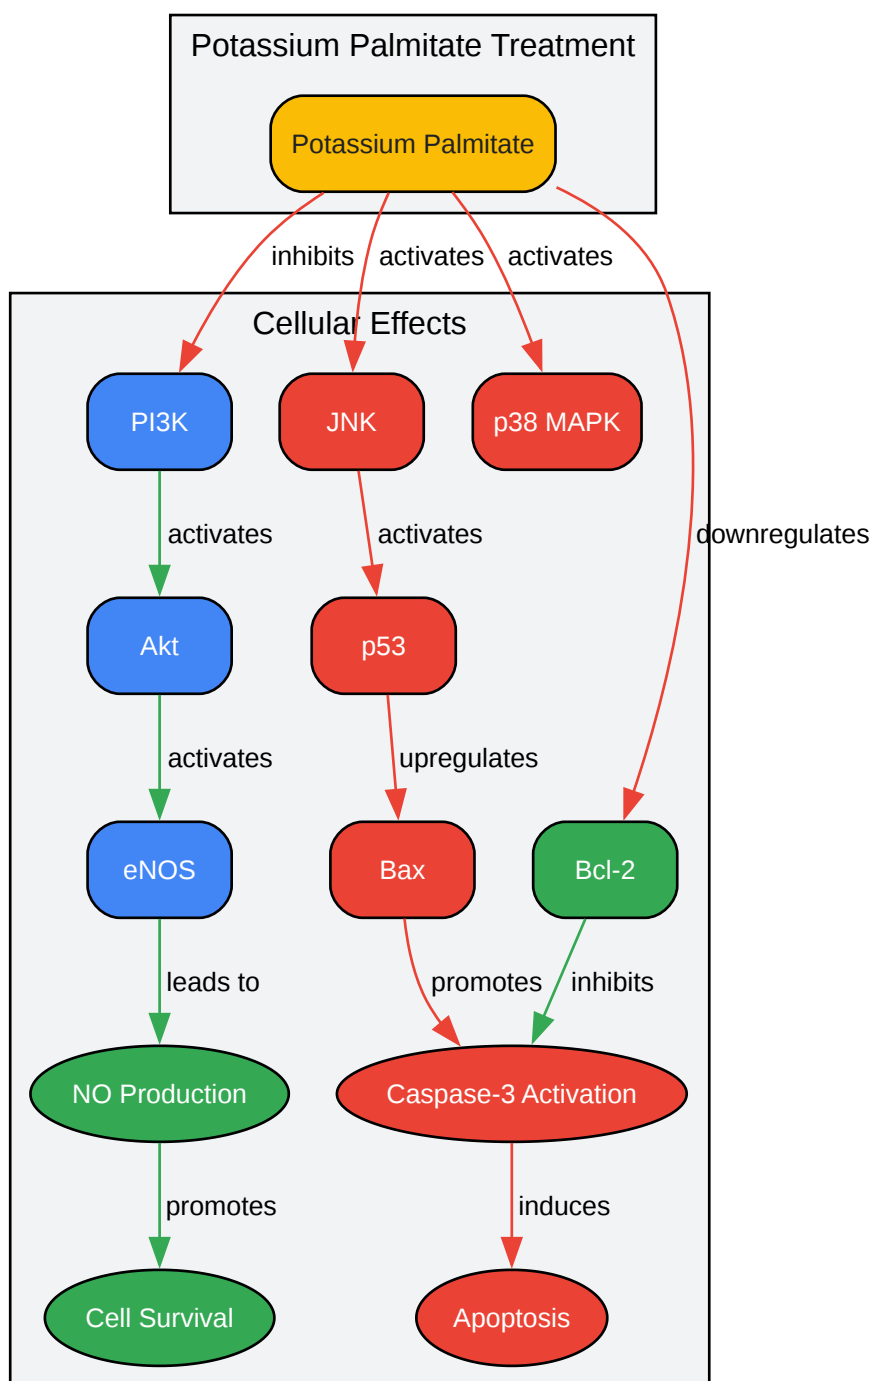 Potassium Palmitate Treatment
Potassium Palmitate
inhibits
activates
activates
Cellular Effects
PI3K
JNK
p38 MAPK
activates
activates
downregulates
Akt
p53
activates
upregulates
eNOS
Bax
Bcl-2
leads to
promotes
inhibits
NO Production
Caspase-3 Activation
promotes
induces
Cell Survival
Apoptosis